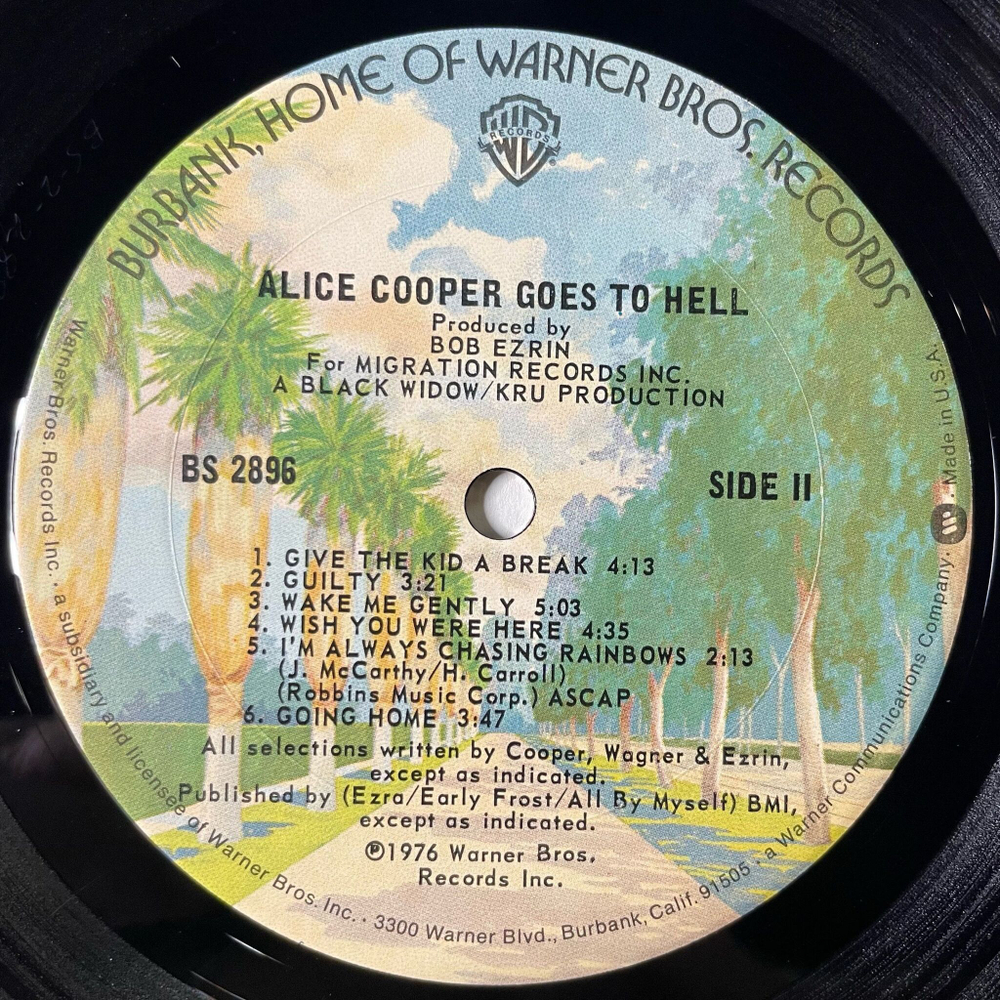 BURBANK, HOME OF WARNER BROS. RECORDS
W
RECORDS
ALICE COOPER GOES TO HELL
Produced by
BOB EZRIN
For MIGRATION RECORDS INC.
A BLACK WIDOW/KRU PRODUCTION
BS 2896
SIDE II
1. GIVE THE KID A BREAK 4:13
2. GUILTY 3:21
3. WAKE ME GENTLY 5:03
4. WISH YOU WERE HERE 4:35
5. I'M ALWAYS CHASING RAINBOWS 2:13
(J. McCarthy/H. Carroll)
(Robbins Music Corp.) ASCAP
6. GOING HOME 3:47
All selections written by Cooper, Wagner & Ezrin,
except as indicated.
Published by (Ezra/Early Frost/All By Myself) BMI,
except as indicated.
℗1976 Warner Bros.
Records Inc.
Warner Bros. Records Inc. · a subsidiary and licensee of Warner Bros. Inc. · 3300 Warner Blvd., Burbank, Calif. 91505 · a Warner Communications Company. · Made in U.S.A.